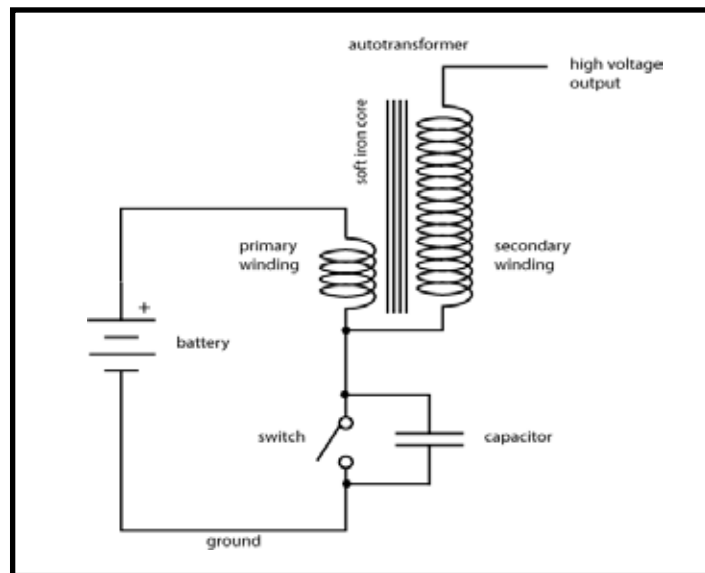 autotransformer
high voltage
output
soft iron core
primary
winding
secondary
winding
+
battery
switch
capacitor
ground